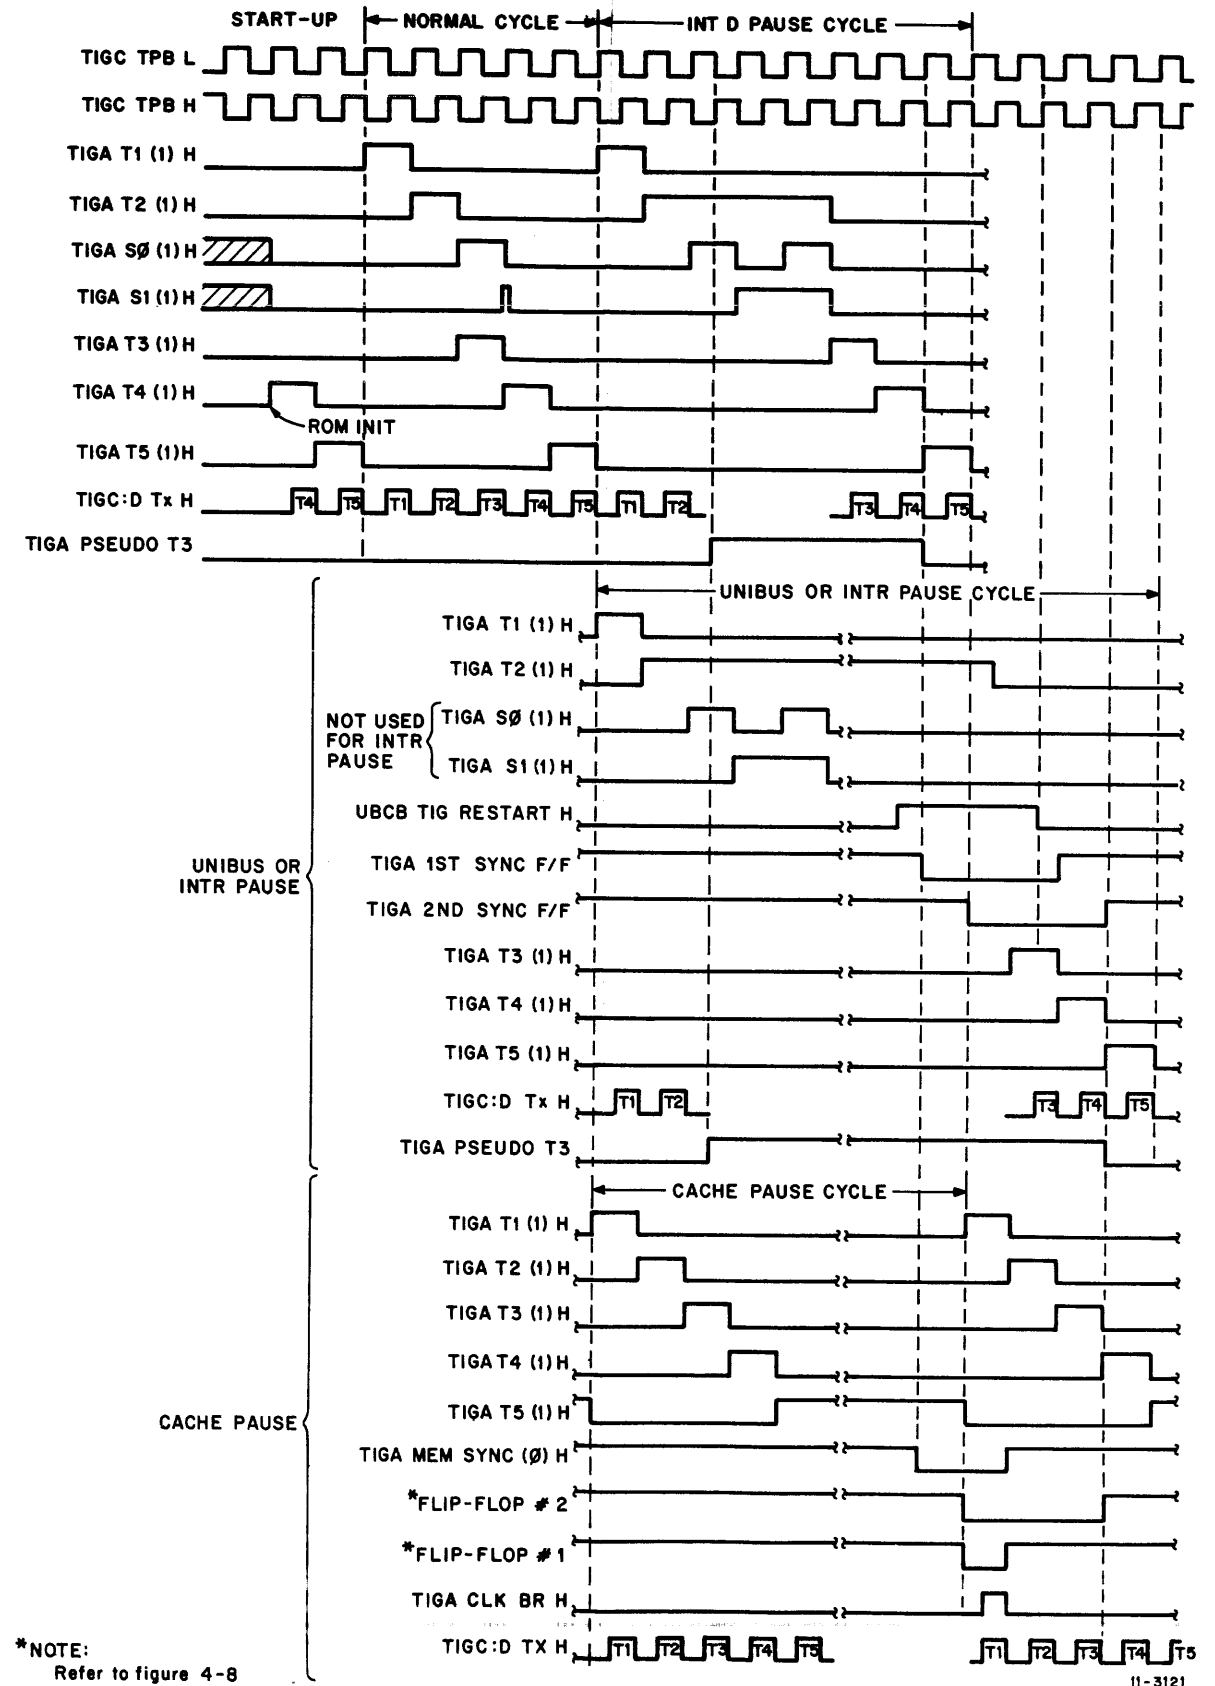 START-UP NORMAL CYCLE INT D PAUSE CYCLE
TIGC TPB L
TIGC TPB H
TIGA T1 (1) H
TIGA T2 (1) H
TIGA SØ (1) H
TIGA S1 (1) H
TIGA T3 (1) H
TIGA T4 (1) H
ROM INIT
TIGA T5 (1) H
TIGC:D Tx H T4 T5 T1 T2 T3 T4 T5 T1 T2 T3 T4 T5
TIGA PSEUDO T3
UNIBUS OR INTR PAUSE CYCLE
TIGA T1 (1) H
TIGA T2 (1) H
NOT USED
FOR INTR
PAUSE
TIGA SØ (1) H
TIGA S1 (1) H
UBCB TIG RESTART H
UNIBUS OR
INTR PAUSE
TIGA 1ST SYNC F/F
TIGA 2ND SYNC F/F
TIGA T3 (1) H
TIGA T4 (1) H
TIGA T5 (1) H
TIGC:D Tx H T1 T2 T3 T4 T5
TIGA PSEUDO T3
CACHE PAUSE CYCLE
TIGA T1 (1) H
TIGA T2 (1) H
TIGA T3 (1) H
TIGA T4 (1) H
TIGA T5 (1) H
CACHE PAUSE
TIGA MEM SYNC (Ø) H
*FLIP-FLOP # 2
*FLIP-FLOP # 1
TIGA CLK BR H
TIGC:D TX H T1 T2 T3 T4 T5 T1 T2 T3 T4 T5
*NOTE:
Refer to figure 4-8
11-3121